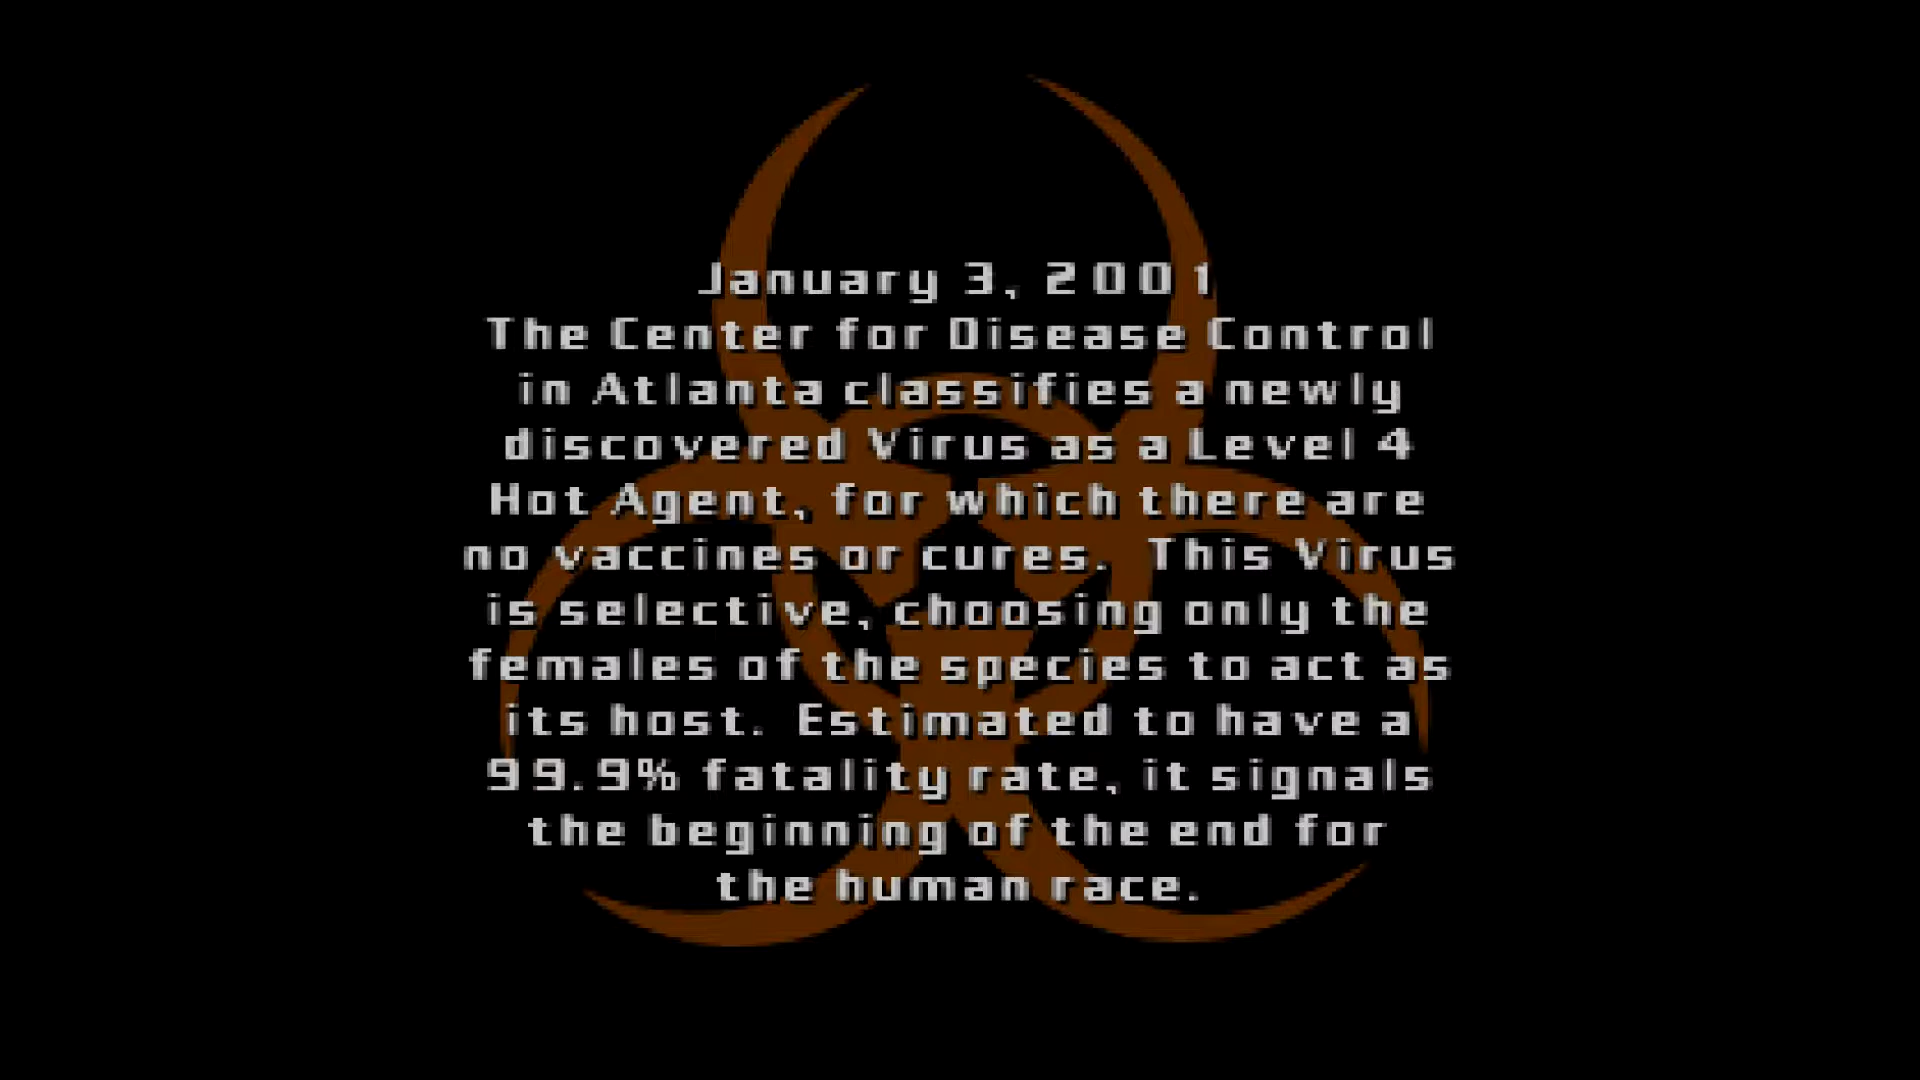 January 3, 2001
The Center for Disease Control
in Atlanta classifies a newly
discovered Virus as a Level 4
Hot Agent, for which there are
no vaccines or cures.  This Virus
is selective, choosing only the
females of the species to act as
its host. Estimated to have a
99.9% fatality rate, it signals
the beginning of the end for
the human race.